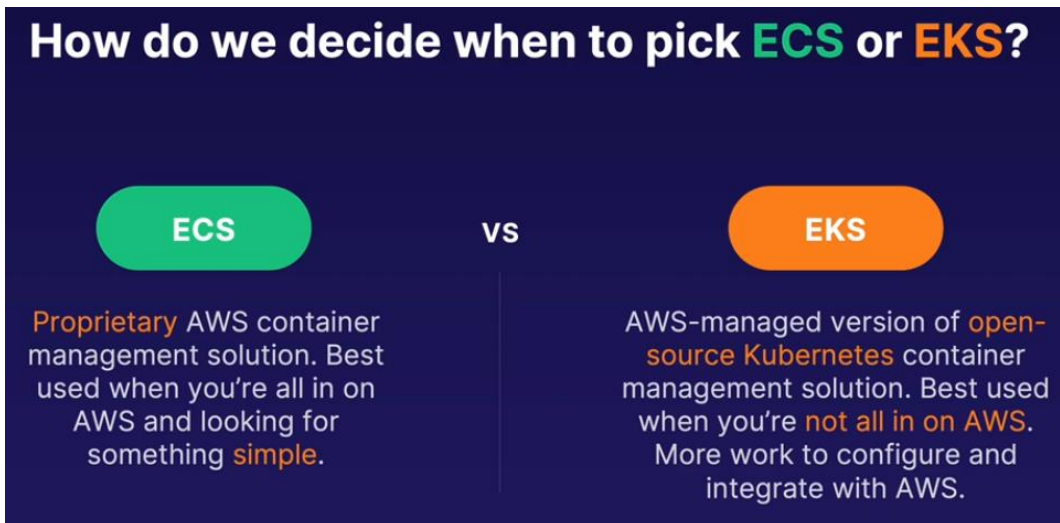 How do we decide when to pick ECS or EKS?
ECS
vs
EKS
Proprietary AWS container
management solution. Best
used when you're all in on
AWS and looking for
something simple.
AWS-managed version of open-
source Kubernetes container
management solution. Best used
when you're not all in on AWS.
More work to configure and
integrate with AWS.